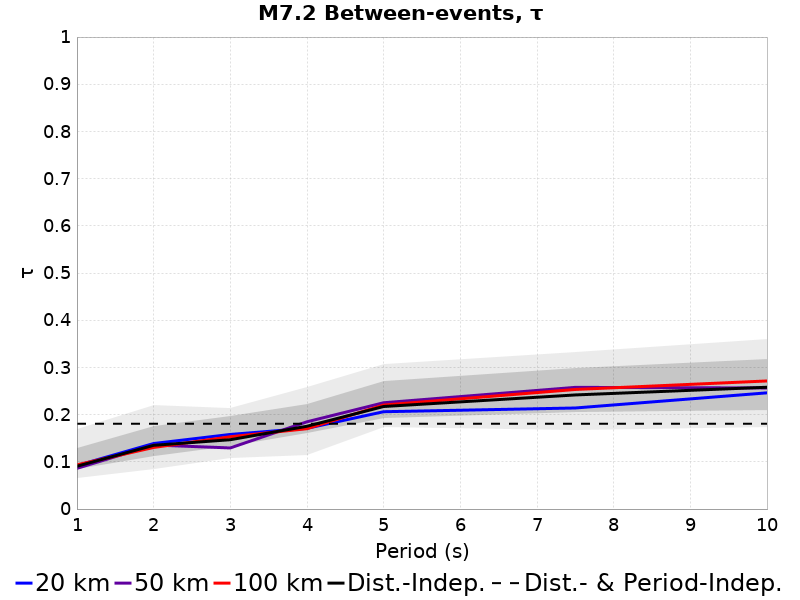 M7.2 Between-events, τ
1
0.9
0.8
0.7
0.6
0.5
τ
0.4
0.3
0.2
0.1
0
1 2 3 4 5 6 7 8 9 10
Period (s)
20 km 50 km 100 km Dist.-Indep. Dist.- & Period-Indep.